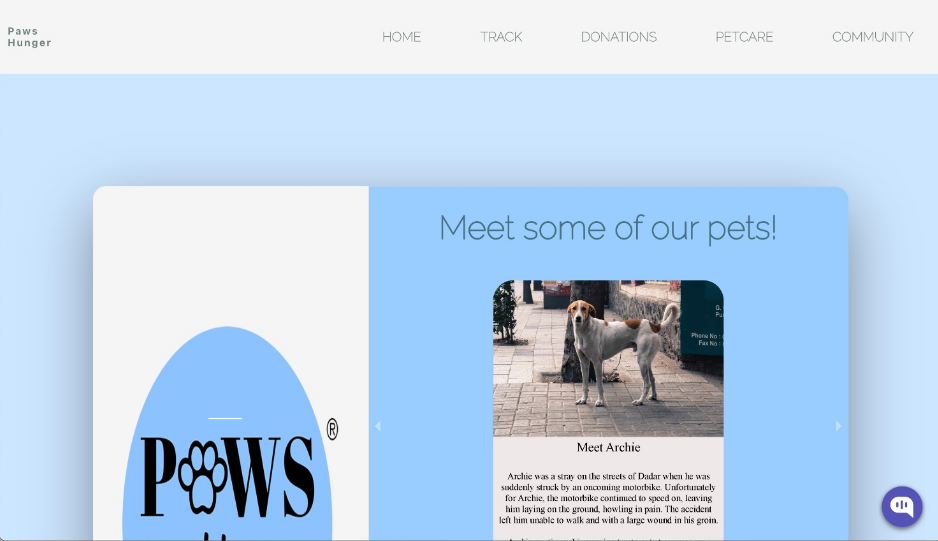 Paws
Hunger
HOME TRACK DONATIONS PETCARE COMMUNITY
Meet some of our pets!
PAWS®
Phone No :
Fax No :
Meet Archie
Archie was a stray on the streets of Dadar when he was
suddenly struck by an oncoming motorbike. Unfortunately
for Archie, the motorbike continued to speed on, leaving
him laying on the ground, howling in pain. The accident
left him unable to walk and with a large wound in his groin.